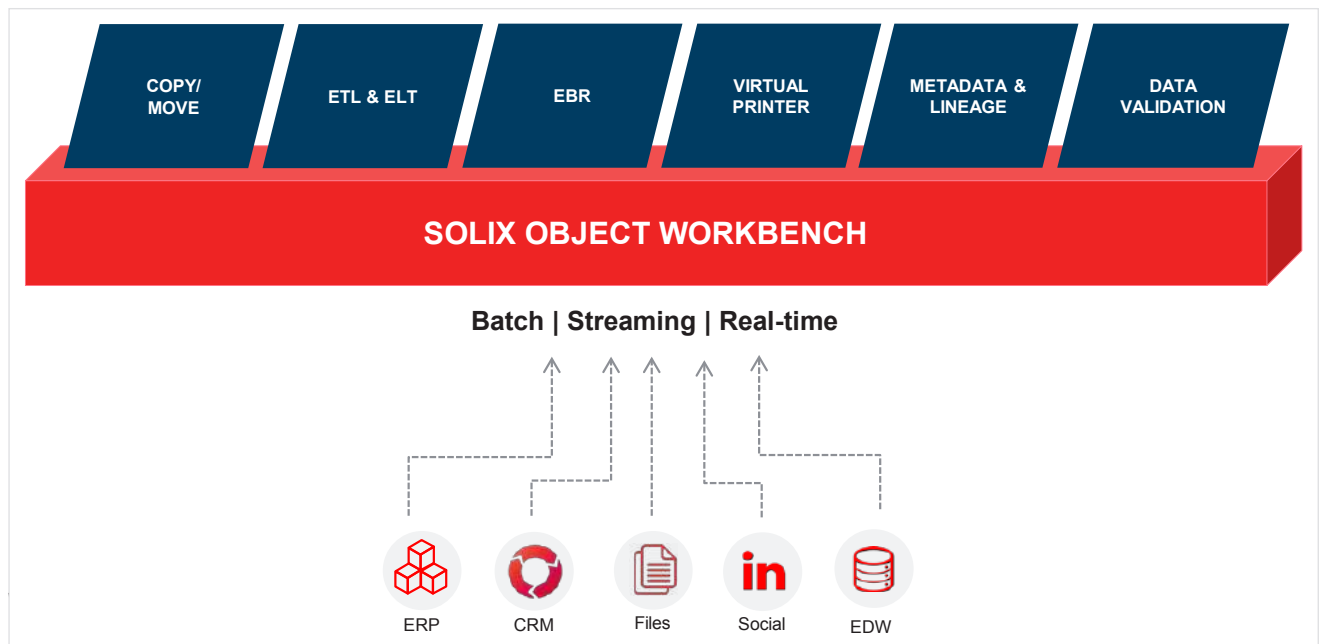 COPY/
MOVE
ETL & ELT
EBR
VIRTUAL
PRINTER
METADATA &
LINEAGE
DATA
VALIDATION
SOLIX OBJECT WORKBENCH
Batch | Streaming | Real-time
in
ERP
CRM
Files
Social
EDW